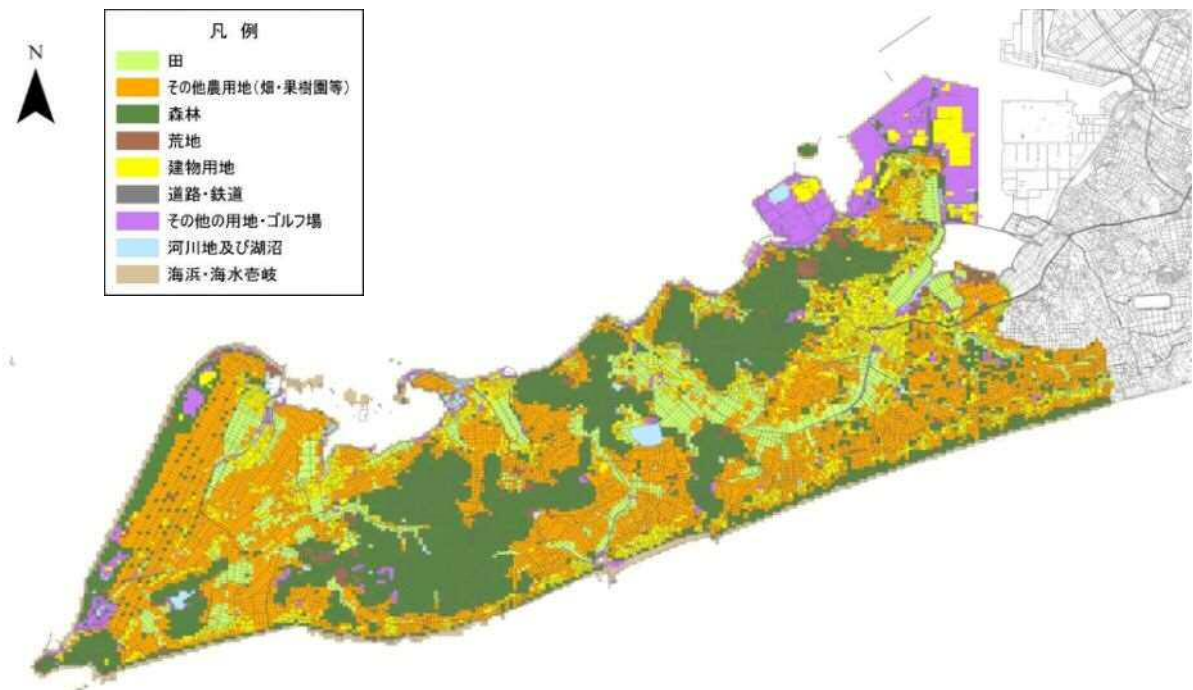 N
凡 例
田
その他農用地(畑・果樹園等)
森林
荒地
建物用地
道路・鉄道
その他の用地・ゴルフ場
河川地及び湖沼
海浜・海水壱岐